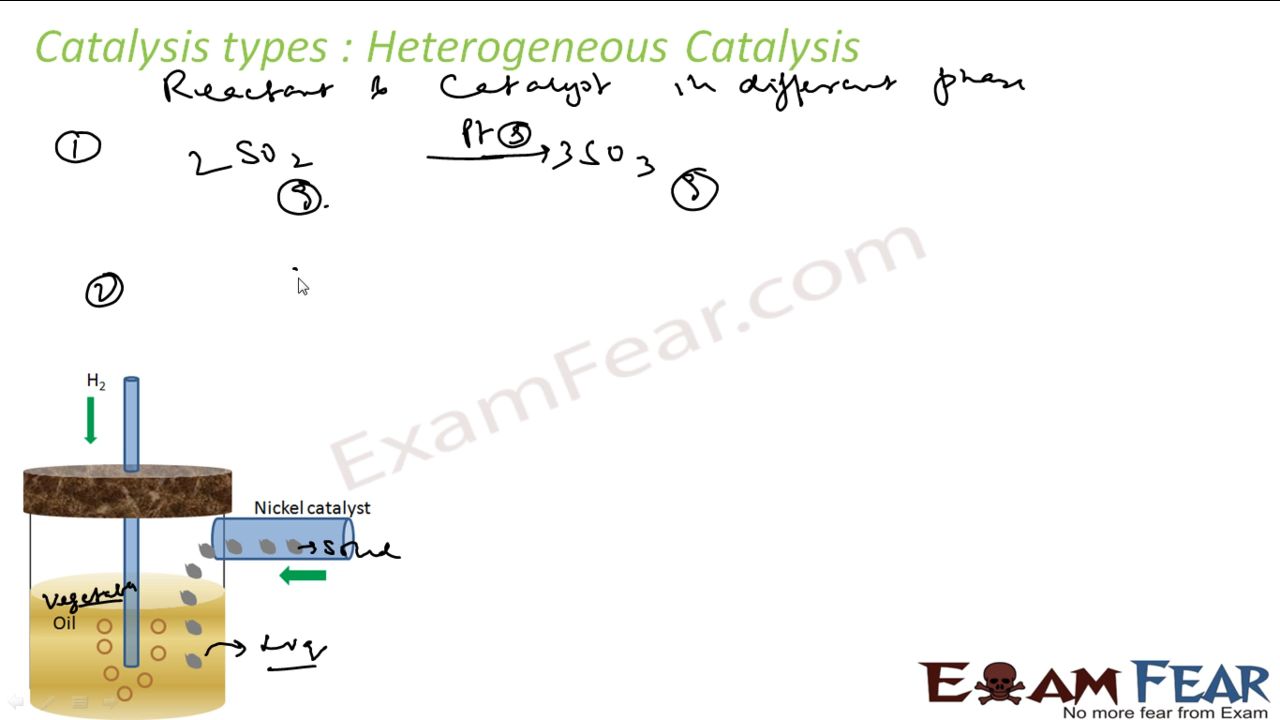 Catalysis types : Heterogeneous Catalysis
Reactant & Catalyst in different phase
① 2SO2 Pt(s) → 3SO3
(g). (g)
②
H2
Nickel catalyst
→ solid
Vegetable
Oil
→ Liq
ExamFear.com
EXAM FEAR
No more fear from Exam